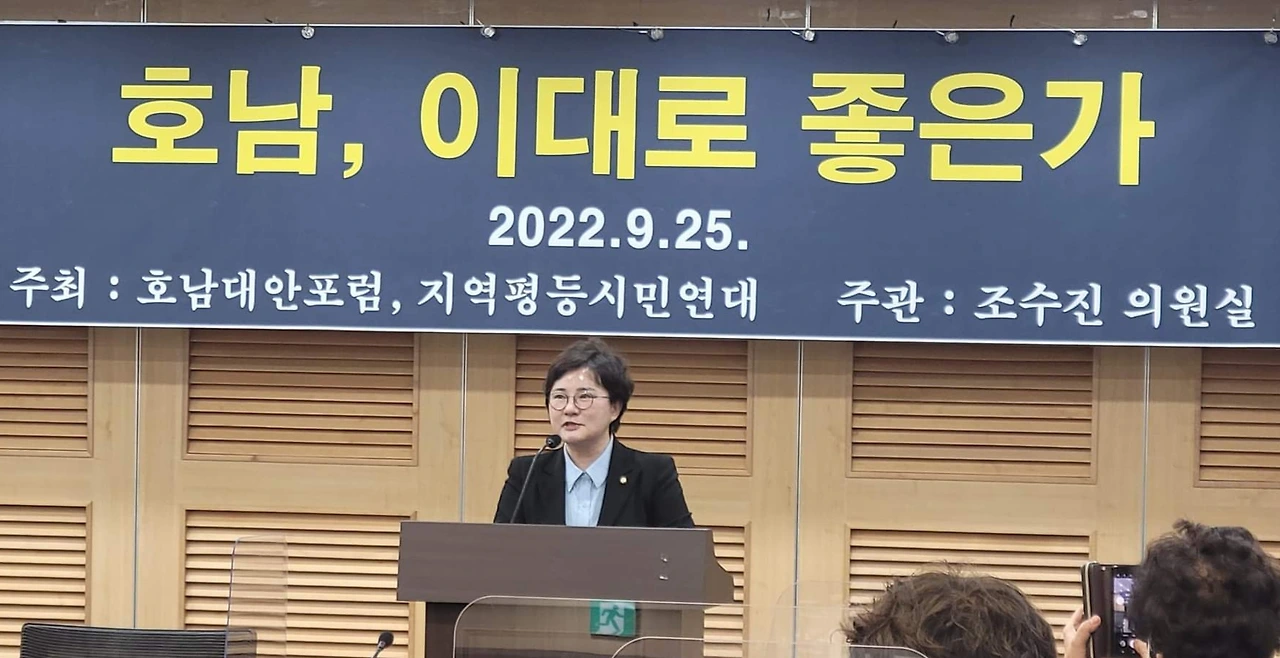 호남, 이대로 좋은가
2022.9.25.
주최 : 호남대안포럼, 지역평등시민연대 주관 : 조수진 의원실